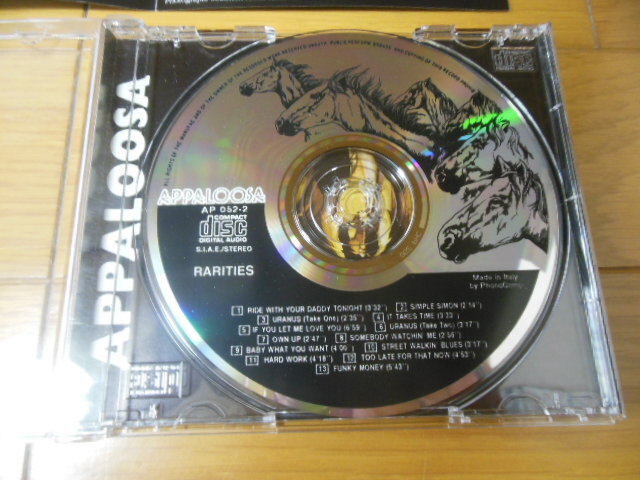 APPALOOSA
APPALOOSA
AP 052-2
COMPACT
disc
DIGITAL AUDIO
S.I.A.E./STEREO
RARITIES
Made in Italy
by PhonoComp
1 RIDE WITH YOUR DADDY TONIGHT (3'32") 2 SIMPLE SIMON (2'14")
3 URANUS (Take One) (2'35") 4 IT TAKES TIME (3'33")
5 IF YOU LET ME LOVE YOU (6'59") 6 URANUS (Take Two) (3'17")
7 OWN UP (2'47") 8 SOMEBODY WATCHIN' ME (2'56")
9 BABY WHAT YOU WANT (4'00") 10 STREET WALKIN' BLUES (3'17")
11 HARD WORK (4'18") 12 TOO LATE FOR THAT NOW (4'53")
13 FUNKY MONEY (5'43")